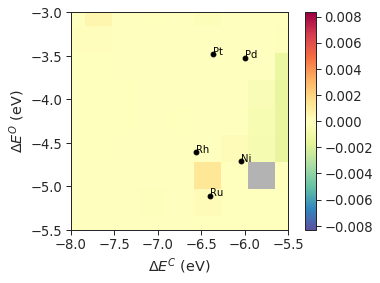 −3.0
−3.5
−4.0
−4.5
−5.0
−5.5
ΔE^O (eV)
Pt
Pd
Rh
Ni
Ru
−8.0 −7.5 −7.0 −6.5 −6.0 −5.5
ΔE^C (eV)
0.008
0.006
0.004
0.002
0.000
−0.002
−0.004
−0.006
−0.008